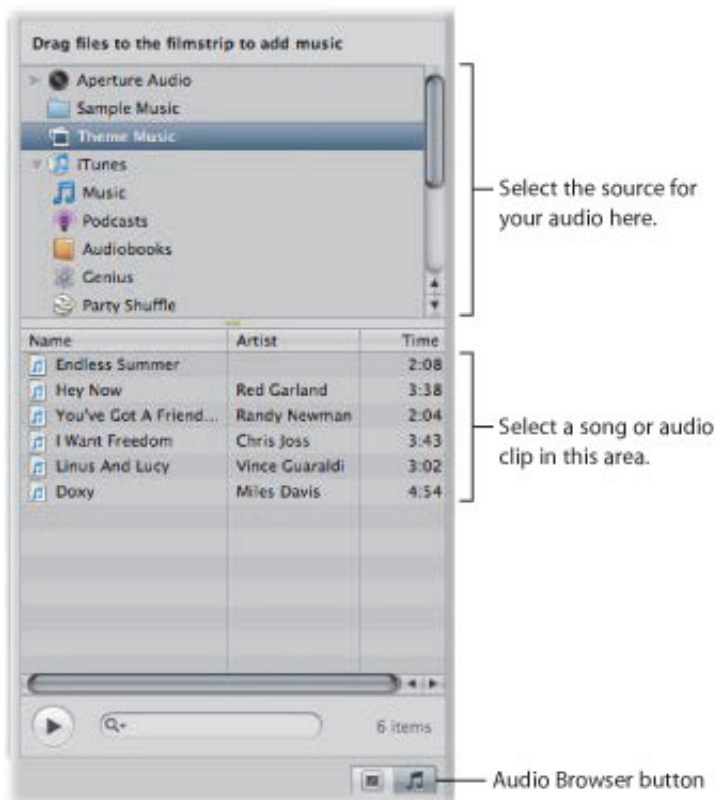 Drag files to the filmstrip to add music
Aperture Audio
Sample Music
Theme Music
iTunes
Music
Podcasts
Audiobooks
Genius
Party Shuffle
Select the source for
your audio here.
Name Artist Time
Endless Summer 2:08
Hey Now Red Garland 3:38
You've Got A Friend... Randy Newman 2:04
I Want Freedom Chris Joss 3:43
Linus And Lucy Vince Guaraldi 3:02
Doxy Miles Davis 4:54
Select a song or audio
clip in this area.
6 items
Audio Browser button